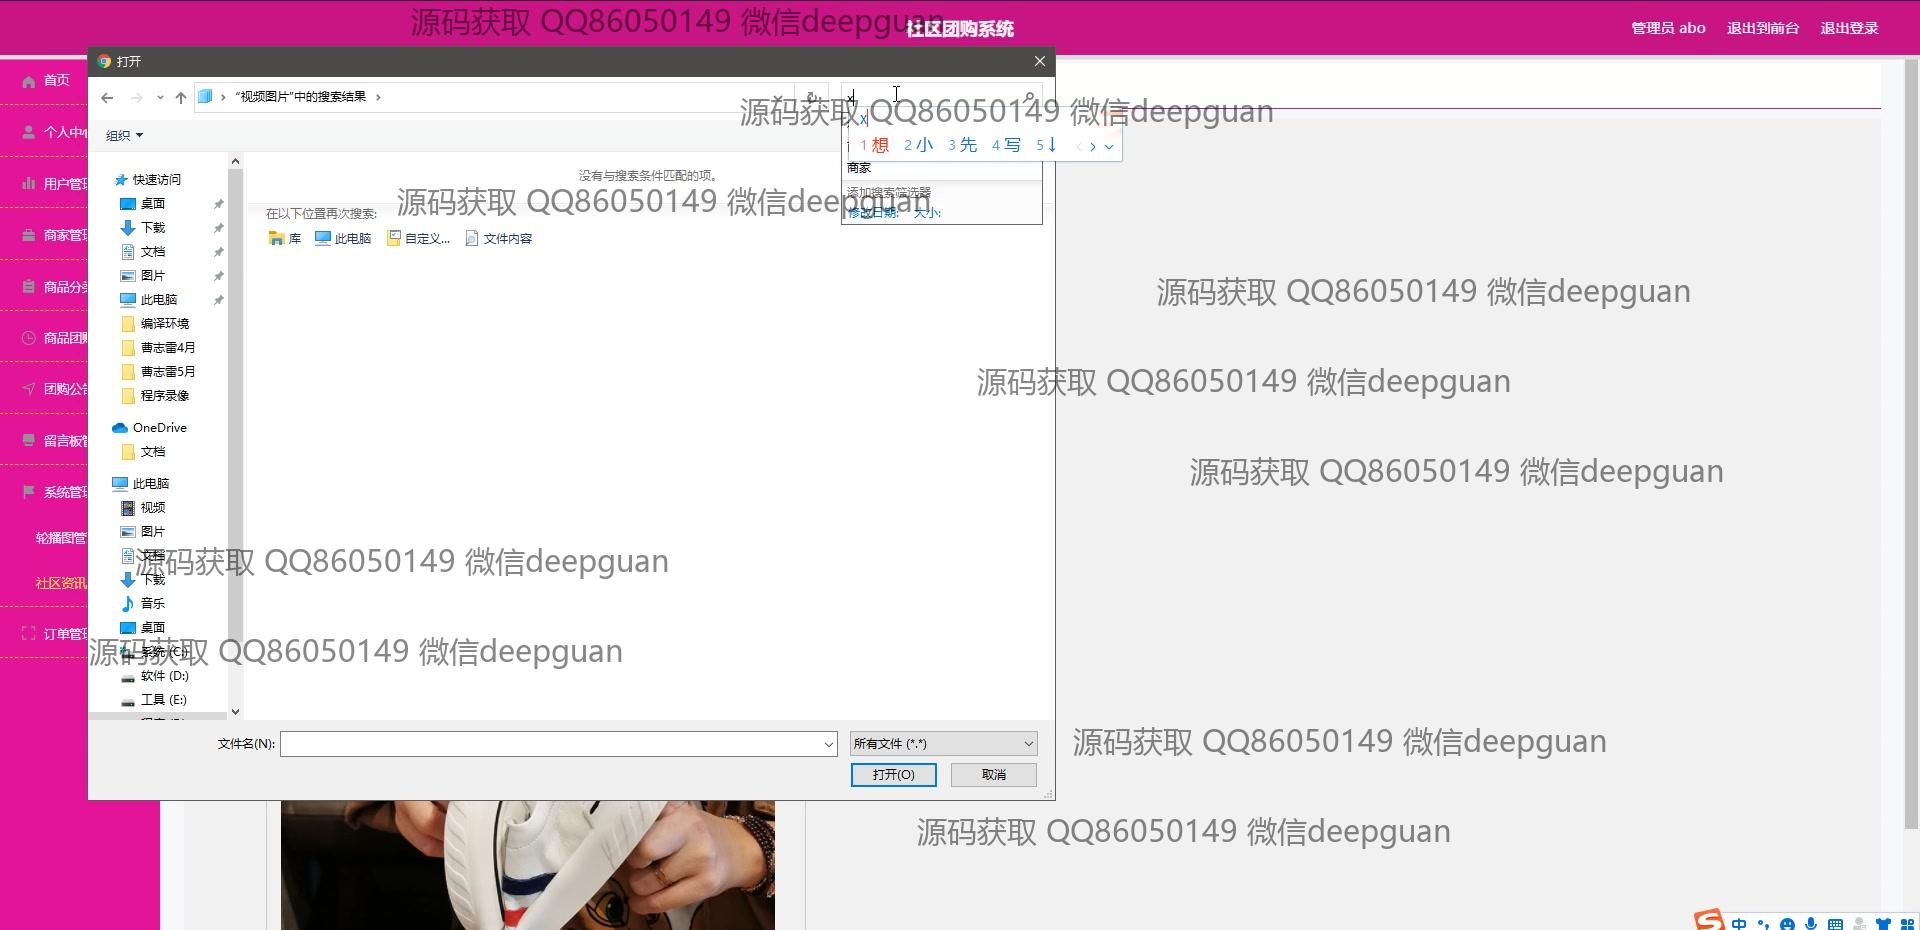 源码获取 QQ86050149 微信deepguan
社区团购系统
管理员 abo
退出到前台
退出登录
打开
首页
"视频图片"中的搜索结果
x
源码获取 QQ86050149 微信deepguan
x
个人中心
组织
1 想 2 小 3 先 4 写 5
没有与搜索条件匹配的项。
商家
快速访问
用户管理
添加搜索筛选器
源码获取 QQ86050149 微信deepguan
桌面
在以下位置再次搜索:
修改日期: 大小:
下载
商家管理
库
此电脑
自定义...
文件内容
文档
图片
商品分类
源码获取 QQ86050149 微信deepguan
此电脑
编译环境
商品团购
曹志雷4月
曹志雷5月
源码获取 QQ86050149 微信deepguan
团购公告
程序录像
OneDrive
留言板管
文档
源码获取 QQ86050149 微信deepguan
此电脑
系统管理
视频
图片
轮播图管
文档
源码获取 QQ86050149 微信deepguan
下载
社区资讯
音乐
桌面
订单管理
系统 (C:)
源码获取 QQ86050149 微信deepguan
软件 (D:)
工具 (E:)
文件名(N):
所有文件 (*.*)
源码获取 QQ86050149 微信deepguan
打开(O)
取消
源码获取 QQ86050149 微信deepguan
中